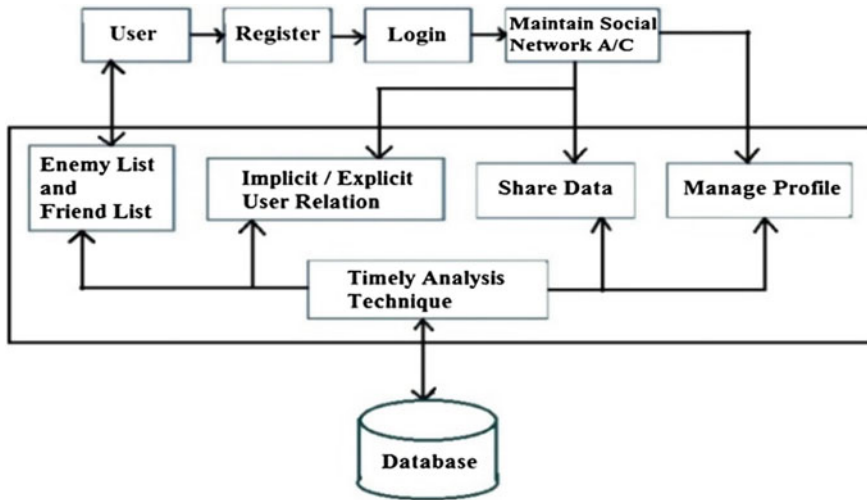 User
Register
Login
Maintain Social
Network A/C
Enemy List
and
Friend List
Implicit / Explicit
User Relation
Share Data
Manage Profile
Timely Analysis
Technique
Database